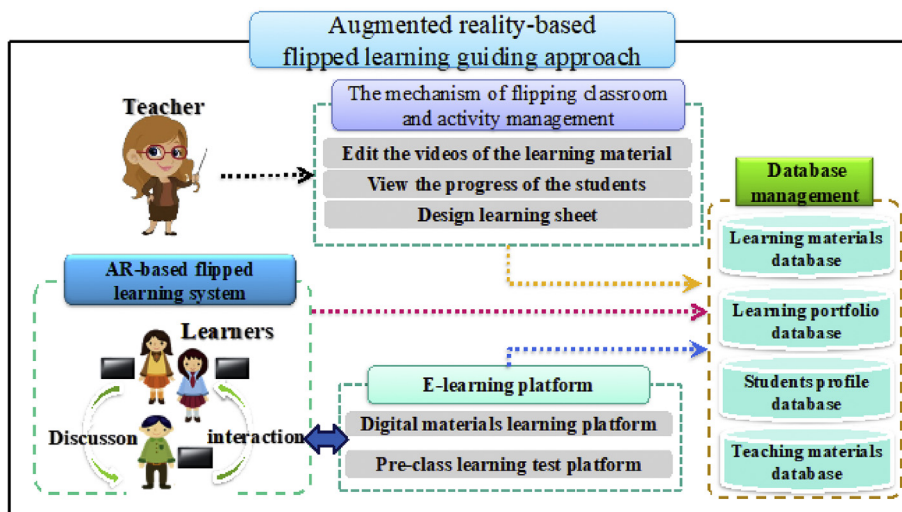 Augmented reality-based
flipped learning guiding approach
Teacher
The mechanism of flipping classroom
and activity management
Edit the videos of the learning material
View the progress of the students
Design learning sheet
Database
management
Learning materials
database
Learning portfolio
database
Students profile
database
Teaching materials
database
AR-based flipped
learning system
Learners
Discusson
interaction
E-learning platform
Digital materials learning platform
Pre-class learning test platform